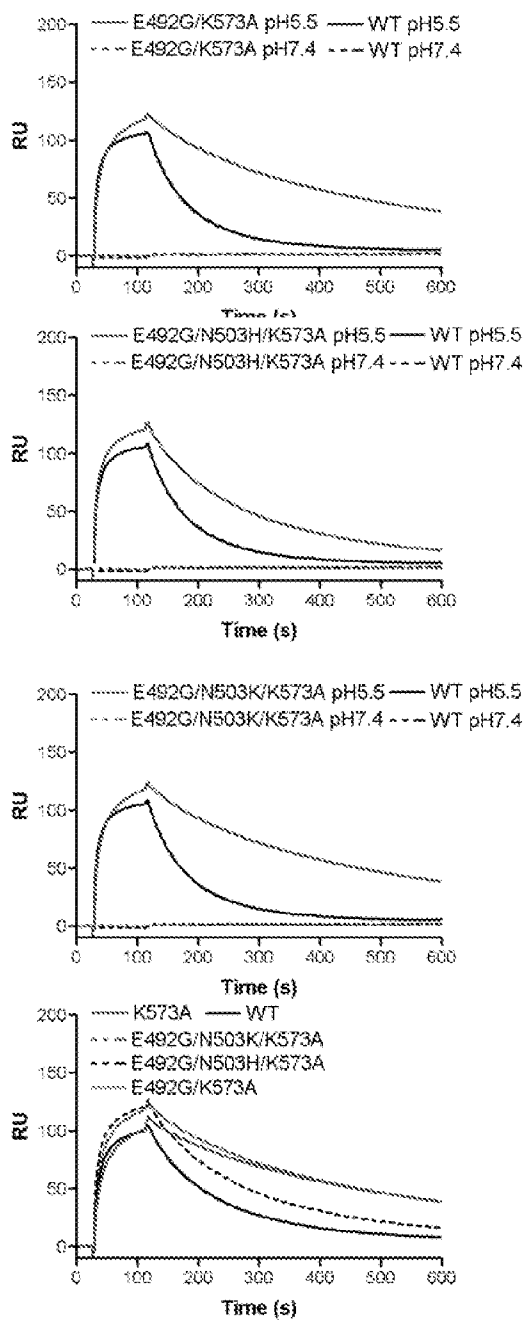 E492G/K573A pH5.5 WT pH5.5
E492G/K573A pH7.4 WT pH7.4
200
150
100
50
0
RU
0 100 200 300 400 500 600
Time (s)
E492G/N503H/K573A pH5.5 WT pH5.5
E492G/N503H/K573A pH7.4 WT pH7.4
200
150
100
50
0
RU
0 100 200 300 400 500 600
Time (s)
E492G/N503K/K573A pH5.5 WT pH5.5
E492G/N503K/K573A pH7.4 WT pH7.4
200
150
100
50
0
RU
0 100 200 300 400 500 600
Time (s)
K573A WT
E492G/N503K/K573A
E492G/N503H/K573A
E492G/K573A
200
150
100
50
0
RU
0 100 200 300 400 500 600
Time (s)